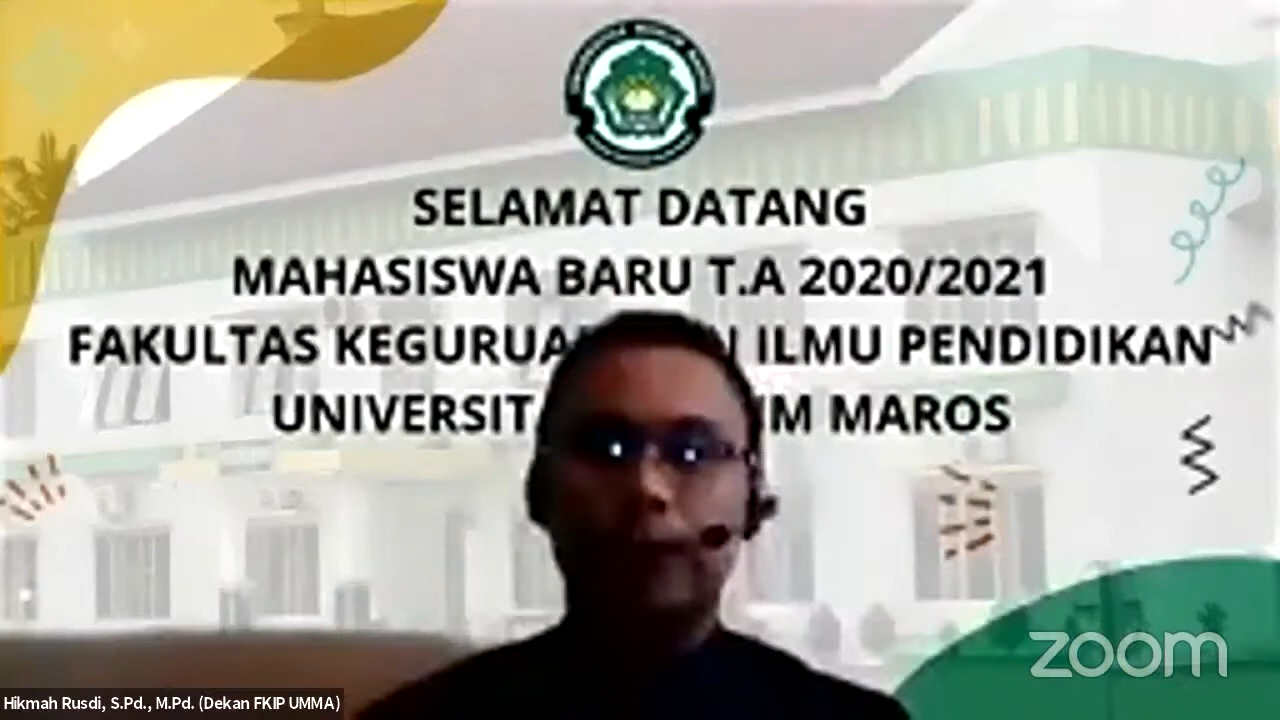 SELAMAT DATANG
MAHASISWA BARU T.A 2020/2021
FAKULTAS KEGURUA N ILMU PENDIDIKAN
UNIVERSIT IM MAROS
zoom
Hikmah Rusdi, S.Pd., M.Pd. (Dekan FKIP UMMA)